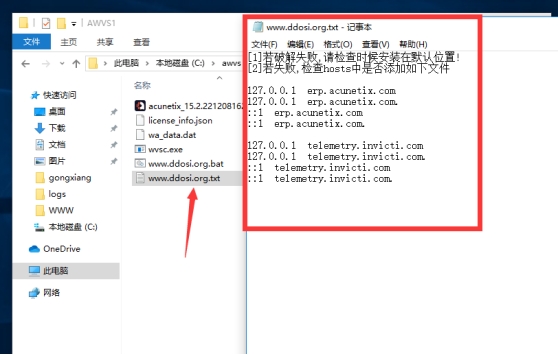 AWVS1
文件
主页
共享
查看
此电脑
本地磁盘 (C:)
awvs
名称
快速访问
桌面
下载
文档
图片
gongxiang
logs
WWW
本地磁盘 (C:)
OneDrive
此电脑
网络
acunetix_15.2.221208162
license_info.json
wa_data.dat
wvsc.exe
www.ddosi.org.bat
www.ddosi.org.txt
www.ddosi.org.txt - 记事本
文件(F) 编辑(E) 格式(O) 查看(V) 帮助(H)
[1]若破解失败,请检查时候安装在默认位置!
[2]若失败,检查hosts中是否添加如下文件
127.0.0.1 erp.acunetix.com
127.0.0.1 erp.acunetix.com.
::1 erp.acunetix.com
::1 erp.acunetix.com.
127.0.0.1 telemetry.invicti.com
127.0.0.1 telemetry.invicti.com.
::1 telemetry.invicti.com
::1 telemetry.invicti.com.